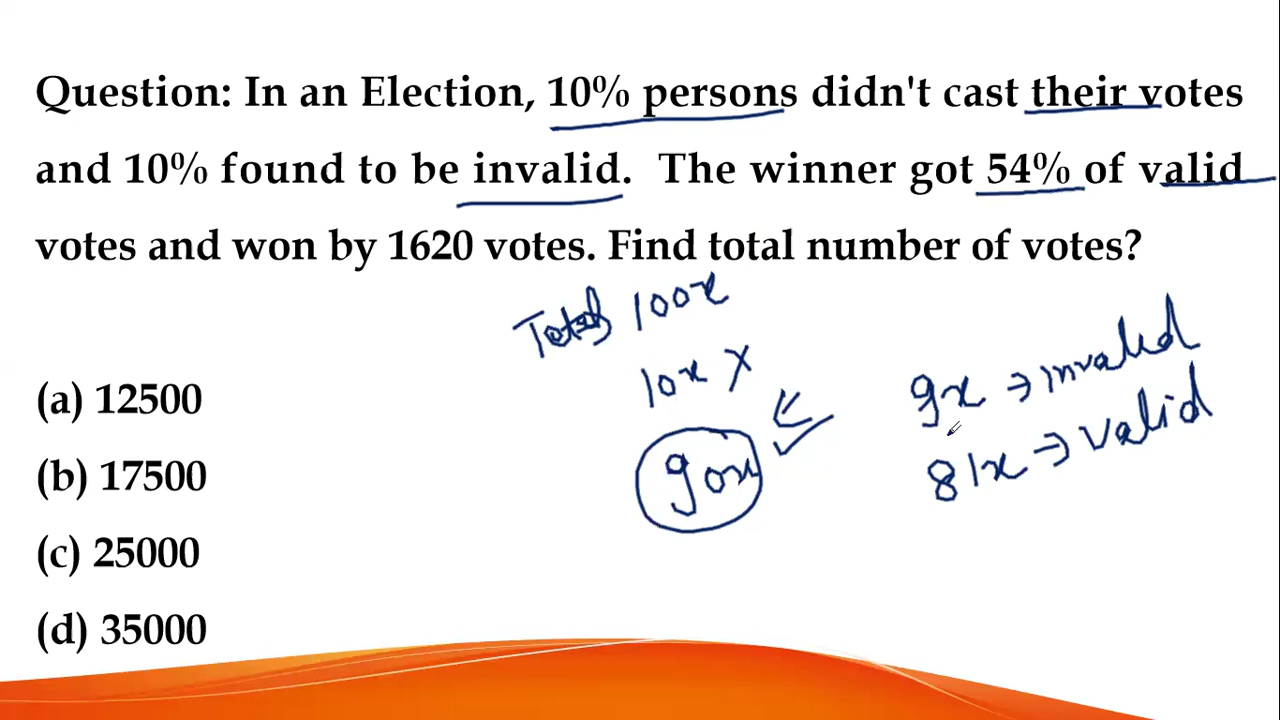 Question: In an Election, 10% persons didn't cast their votes
and 10% found to be invalid. The winner got 54% of valid
votes and won by 1620 votes. Find total number of votes?
Total 100x
10x X
90x
9x → invalid
81x → valid
(a) 12500
(b) 17500
(c) 25000
(d) 35000